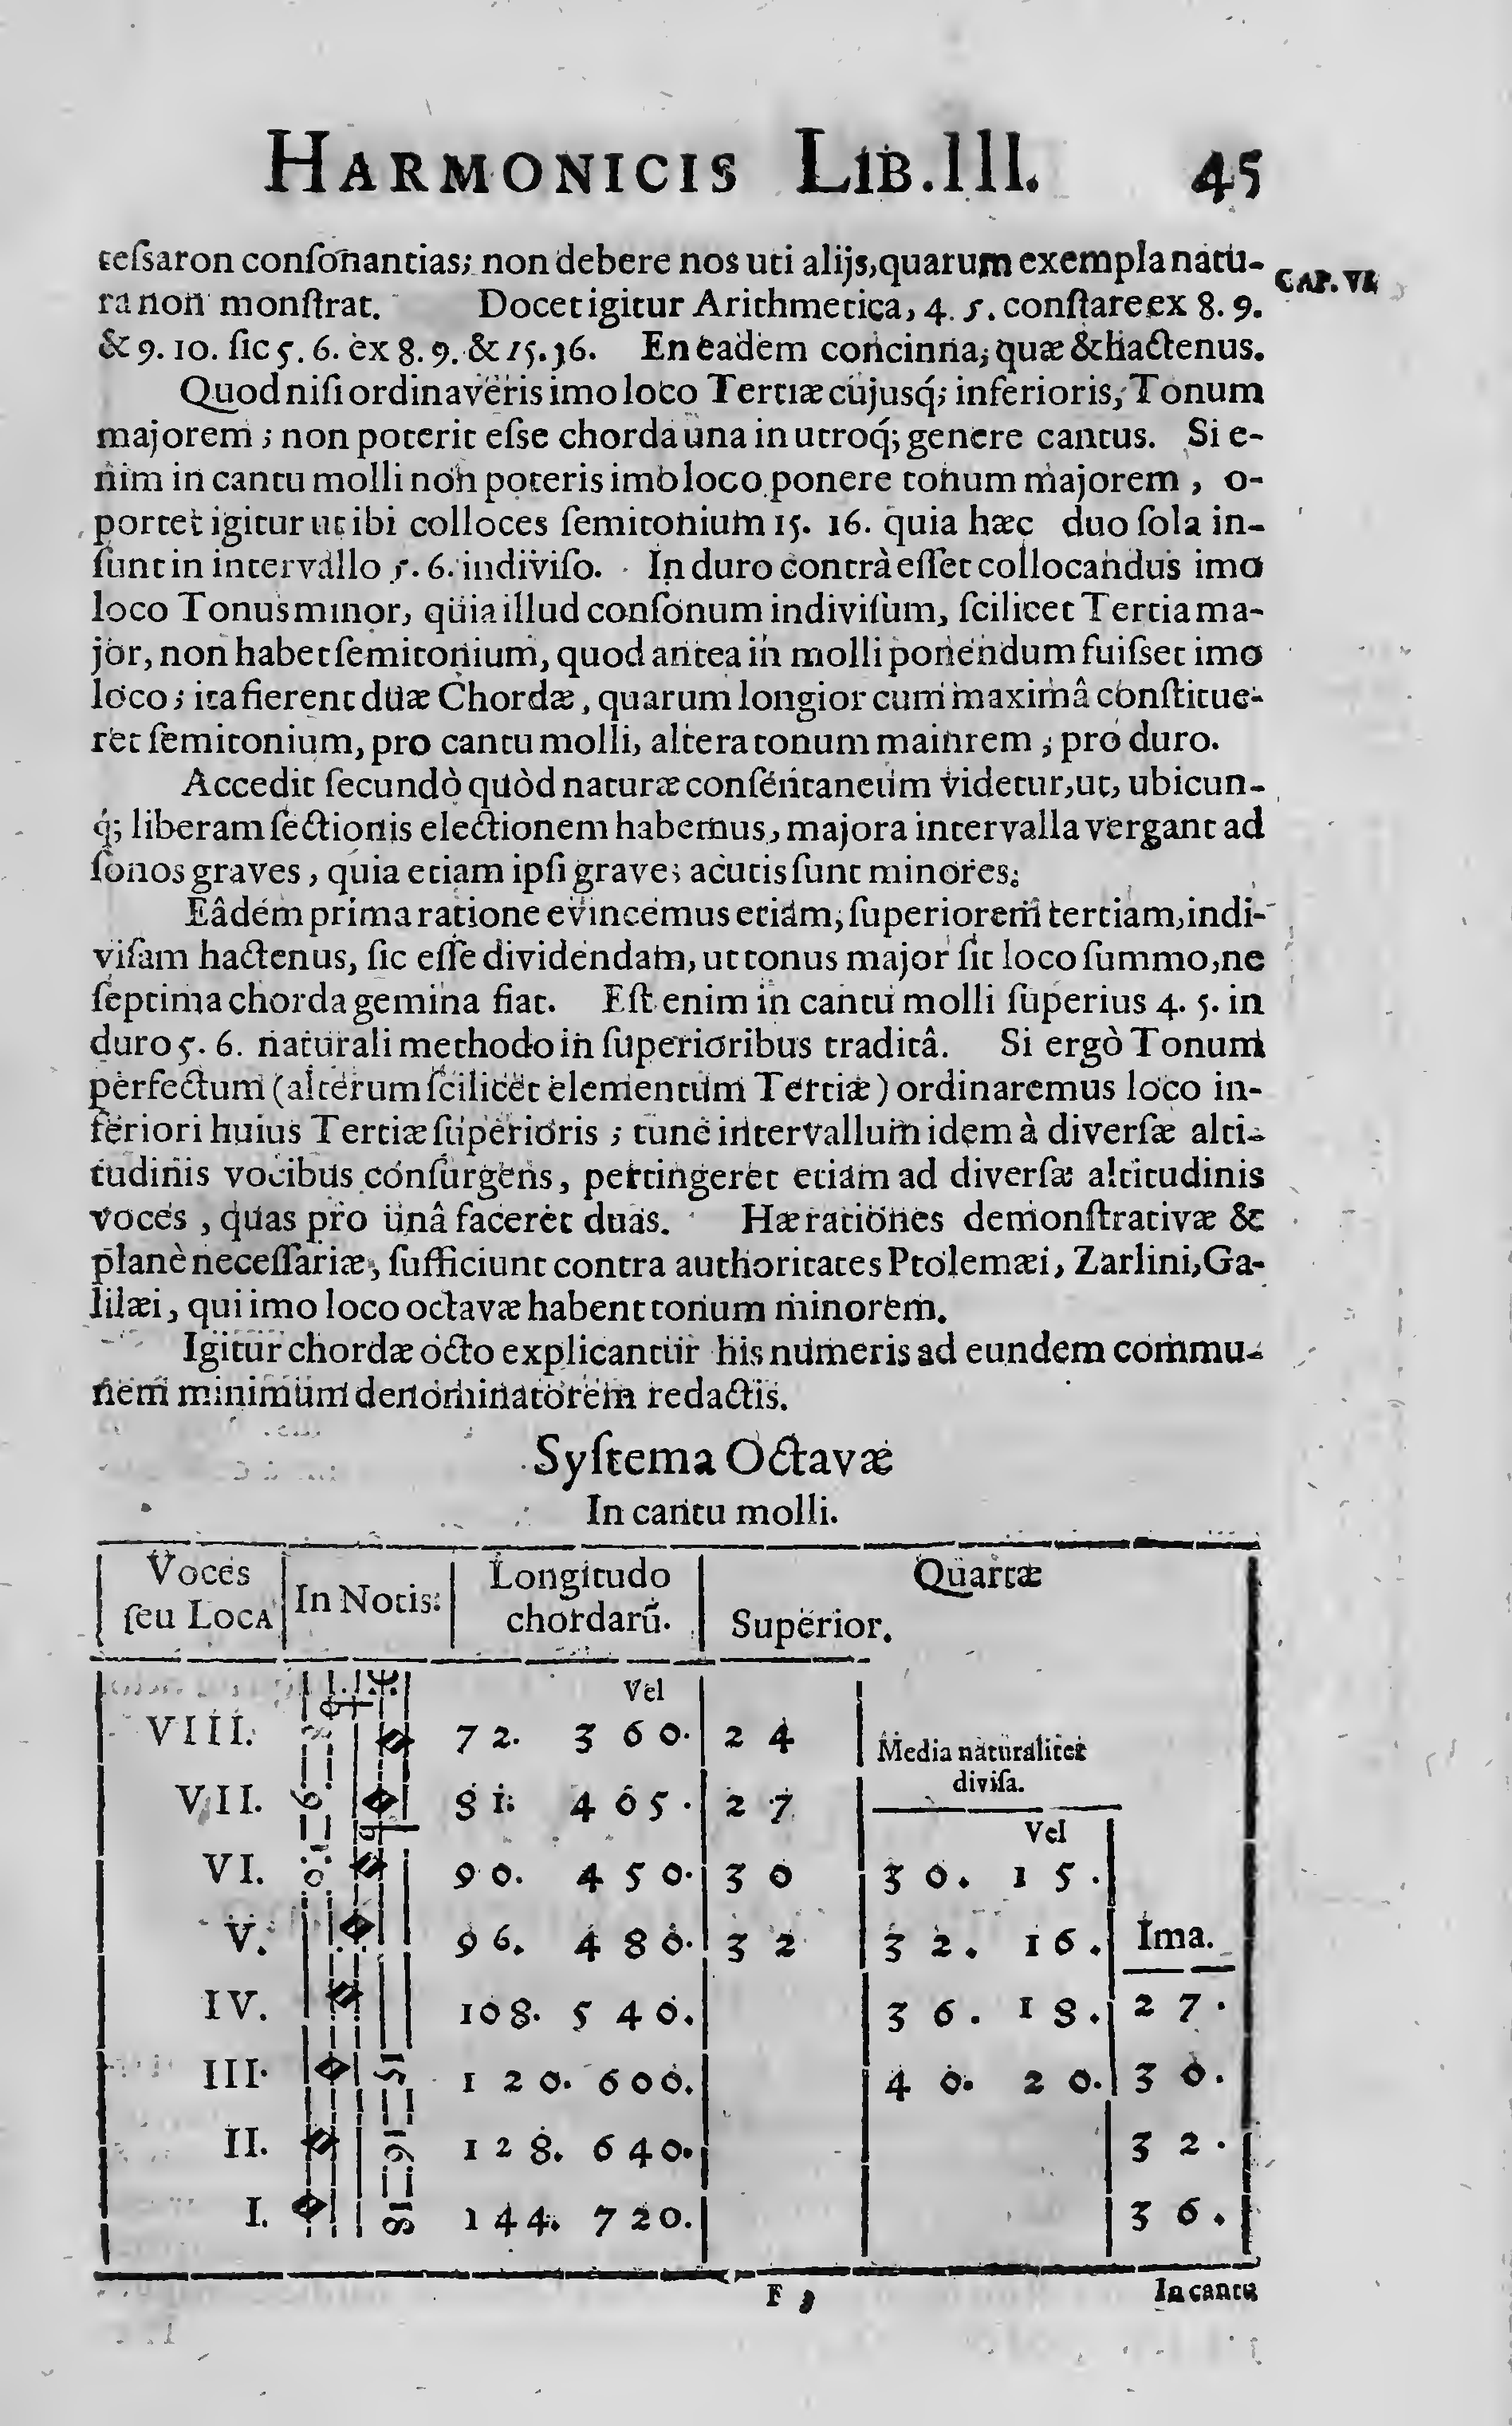 HARMONICIS LIB. III. 45
teſsaron conſonantias; non debere nos uti alijs, quarum exempla natu-
CAP. VI.
ra non monſtrat. Docet igitur Arithmetica, 4. 5. conſtare ex 8. 9.
& 9. 10. ſic 5. 6. ex 8. 9. & 15. 16. En eadem concinna, quæ & hactenus.
Quod niſi ordinaveris imo loco Tertiæ cujusq́; inferioris, Tonum
majorem; non poterit eſse chorda una in utroq́; genere cantus. Si e-
nim in cantu molli non poteris imo loco ponere tonum majorem, o-
portet igitur ut ibi colloces ſemitonium 15. 16. quia hæc duo ſola in-
ſunt in intervallo 5. 6. indiviſo. In duro contrà eſſet collocandus imo
loco Tonus minor, quia illud conſonum indiviſum, ſcilicet Tertia ma-
jor, non habet ſemitonium, quod antea in molli ponendum fuiſset imo
loco; ita fierent duæ Chordæ, quarum longior cum maximâ conſtitue-
ret ſemitonium, pro cantu molli, altera tonum mainrem, pro duro.
Accedit ſecundò quòd naturæ conſentaneum videtur, ut, ubicun-
q́; liberam ſectionis electionem habemus, majora intervalla vergant ad
ſonos graves, quia etiam ipſi graves acutis ſunt minores.
Eâdem prima ratione evincemus etiam, ſuperiorem tertiam, indi-
viſam hactenus, ſic eſſe dividendam, ut tonus major ſit loco ſummo, ne
ſeptima chorda gemina fiat. Eſt enim in cantu molli ſuperius 4. 5. in
duro 5. 6. naturali methodo in ſuperioribus traditâ. Si ergò Tonum
perfectum (alterum ſcilicet elementum Tertiæ) ordinaremus loco in-
feriori huius Tertiæ ſuperioris; tunc intervallum idem à diverſæ alti-
tudinis vocibus conſurgens, pertingeret etiam ad diverſæ altitudinis
voces, quas pro unâ faceret duas. Hæ rationes demonſtrativæ &
planè neceſſariæ, ſufficiunt contra authoritates Ptolemæi, Zarlini, Ga-
lilæi, qui imo loco octavæ habent tonum minorem.
Igitur chordæ octo explicantur his numeris ad eundem commu-
nem minimum denominatorem redactis.
Syſtema Octavæ
In cantu molli.
Voces ſeu LOCA In Notis. Longitudo chordarū. Quartæ Superior.
Vel
VIII. 72. 360. 24
Media naturaliter diviſa.
VII. 81. 405. 27
Vel
VI. 90. 450. 30 30. 15.
V. 96. 480. 32 32. 16. Ima.
IV. 108. 540. 36. 18. 27.
III. 15 120. 600. 40. 20. 30.
II. 16 128. 640. 32.
I. 18 144. 720. 36.
F 3 In cantu